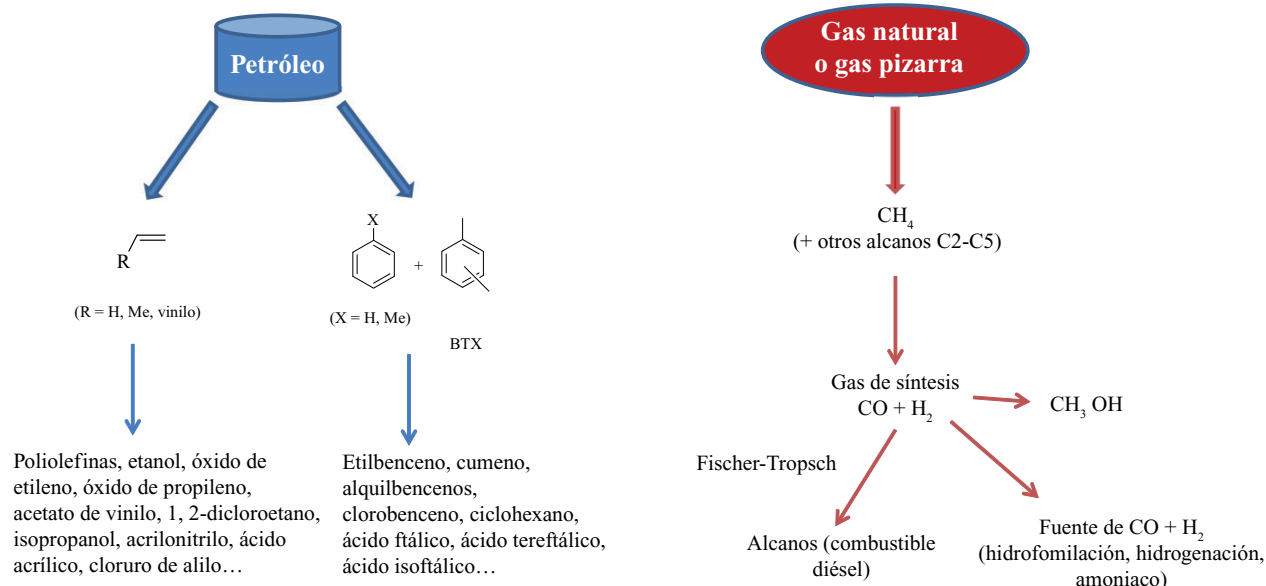 Petróleo
R
(R = H, Me, vinilo)
X
+
(X = H, Me)
BTX
Poliolefinas, etanol, óxido de
etileno, óxido de propileno,
acetato de vinilo, 1, 2-dicloroetano,
isopropanol, acrilonitrilo, ácido
acrílico, cloruro de alilo…
Etilbenceno, cumeno,
alquilbencenos,
clorobenceno, ciclohexano,
ácido ftálico, ácido tereftálico,
ácido isoftálico…
Gas natural
o gas pizarra
CH₄
(+ otros alcanos C2-C5)
Gas de síntesis
CO + H₂
CH₃ OH
Fischer-Tropsch
Alcanos (combustible
diésel)
Fuente de CO + H₂
(hidrofomilación, hidrogenación,
amoniaco)